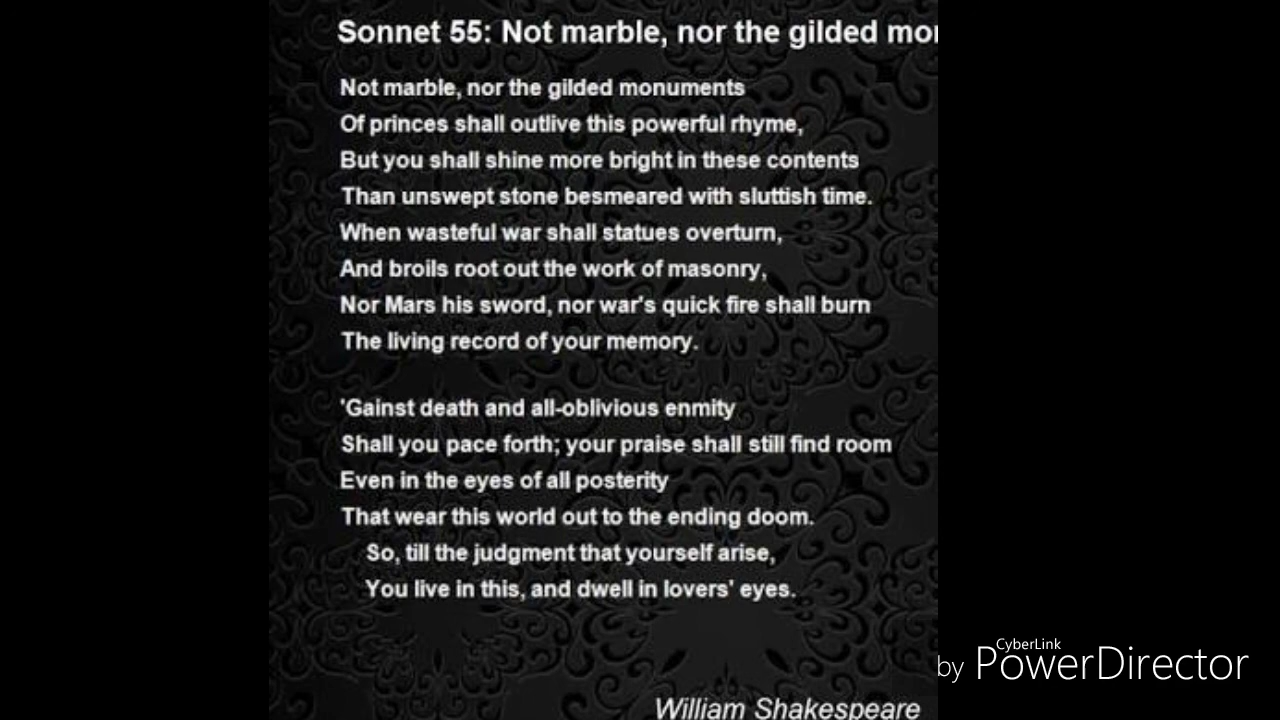 Sonnet 55: Not marble, nor the gilded mo
Not marble, nor the gilded monuments
Of princes shall outlive this powerful rhyme,
But you shall shine more bright in these contents
Than unswept stone besmeared with sluttish time.
When wasteful war shall statues overturn,
And broils root out the work of masonry,
Nor Mars his sword, nor war's quick fire shall burn
The living record of your memory.
'Gainst death and all-oblivious enmity
Shall you pace forth; your praise shall still find room
Even in the eyes of all posterity
That wear this world out to the ending doom.
So, till the judgment that yourself arise,
You live in this, and dwell in lovers' eyes.
William Shakespeare
CyberLink
by PowerDirector